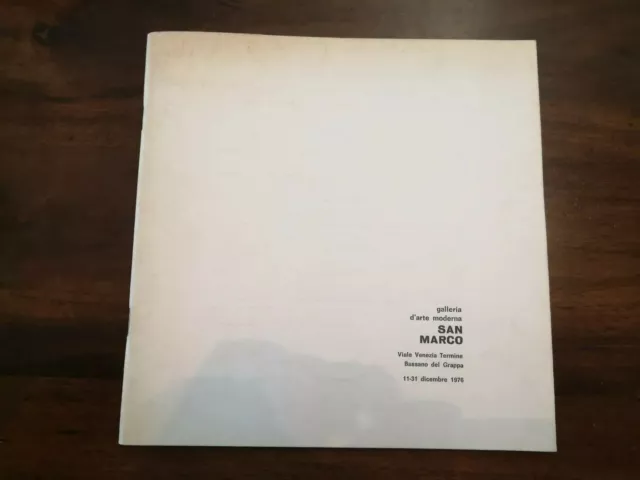 galleria
d'arte moderna
SAN
MARCO
Viale Venezia Termine
Bassano del Grappa
11-31 dicembre 1976